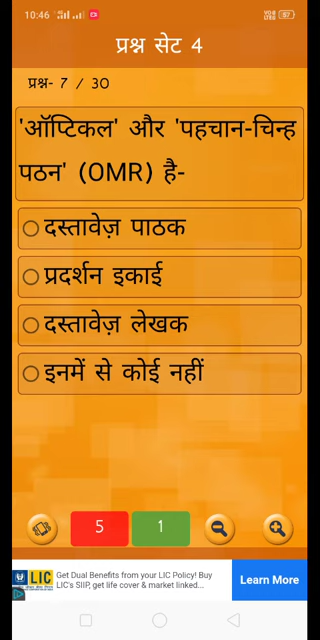 10:46
87
प्रश्न सेट 4
प्रश्न- 7 / 30
'ऑप्टिकल' और 'पहचान-चिन्ह
पठन' (OMR) है-
दस्तावेज़ पाठक
प्रदर्शन इकाई
दस्तावेज़ लेखक
इनमें से कोई नहीं
5 1
LIC Get Dual Benefits from your LIC Policy! Buy
LIC's SIIP, get life cover & market linked...
Learn More